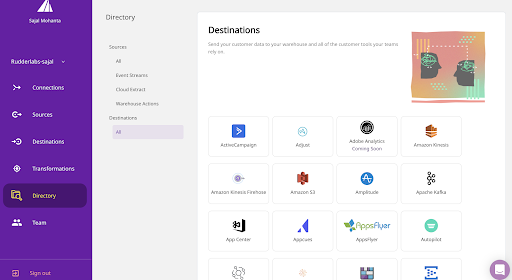 Sajal Mohanta
Rudderlabs-sajal
Connections
Sources
Destinations
Transformations
Directory
Team
Sign out
Directory
Sources
All
Event Streams
Cloud Extract
Warehouse Actions
Destinations
All
Destinations
Send your customer data to your warehouse and all of the customer tools your teams
rely on
ActiveCampaign
Adjust
Adobe Analytics
Coming Soon
Amazon Kinesis
Amazon Kinesis Firehose
Amazon S3
Amplitude
Apache Kafka
App Center
Appcues
AppsFlyer
AppsFlyer
Autopilot